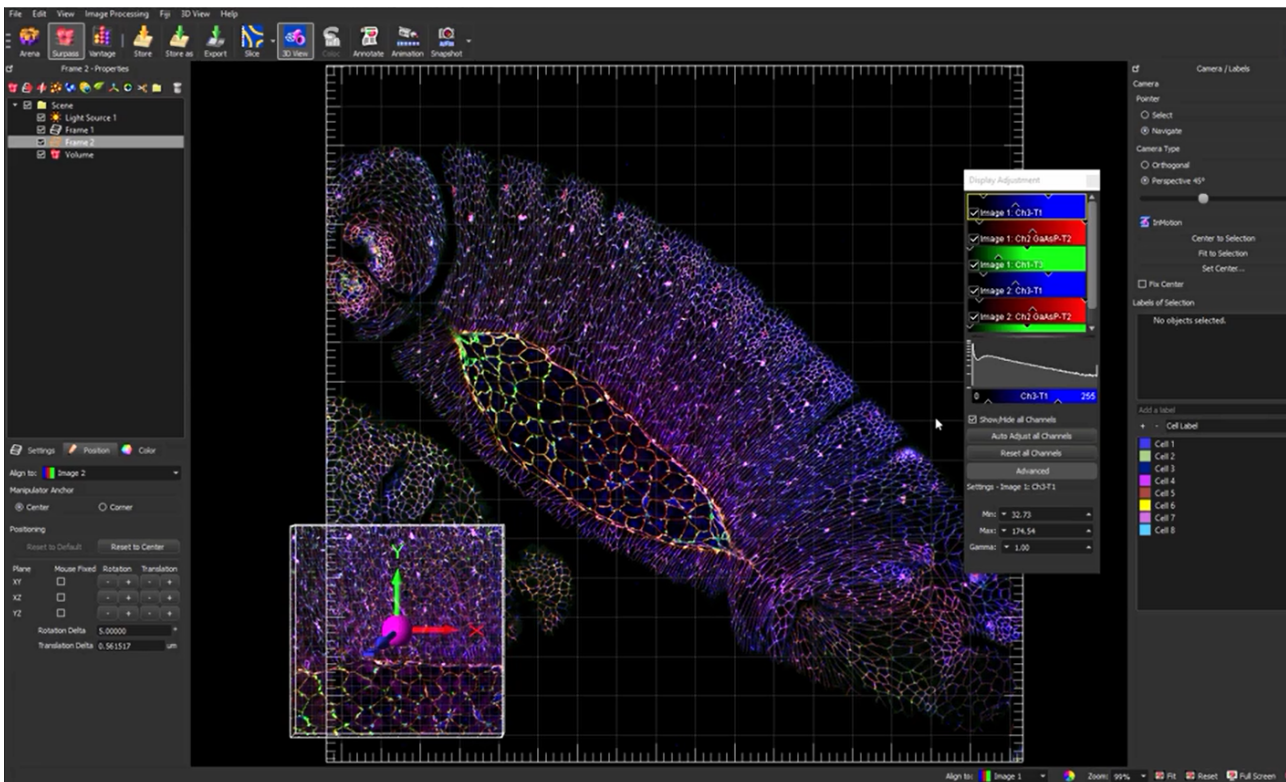 File Edit View Image Processing Fiji 3D View Help
Arena Surpass Vantage Store Store as Export Slice 3D View Coloc Annotate Animation Snapshot
Frame 2 - Properties
Scene
Light Source 1
Frame 1
Frame 2
Volume
Settings Position Color
Align to: Image 2
Manipulator Anchor
Center Corner
Positioning
Reset to Default Reset to Center
Plane Mouse Fixed Rotation Translation
XY - + - +
XZ - + - +
YZ - + - +
Rotation Delta 5.00000 °
Translation Delta 0.561517 um
Y
X
Display Adjustment
Image 1: Ch3-T1
Image 1: Ch2 GaAsP-T2
Image 1: Ch1-T3
Image 2: Ch3-T1
Image 2: Ch2 GaAsP-T2
0 Ch3-T1 255
Show/Hide all Channels
Auto Adjust all Channels
Reset all Channels
Advanced
Settings - Image 1: Ch3-T1
Min: 32.73
Max: 174.54
Gamma: 1.00
Camera / Labels
Camera
Pointer
Select
Navigate
Camera Type
Orthogonal
Perspective 45°
InMotion
Center to Selection
Fit to Selection
Set Center...
Fix Center
Labels of Selection
No objects selected.
Add a label
+ - Cell Label
Cell 1
Cell 2
Cell 3
Cell 4
Cell 5
Cell 6
Cell 7
Cell 8
Align to: Image 1 Zoom: 99% Fit Reset Full Screen